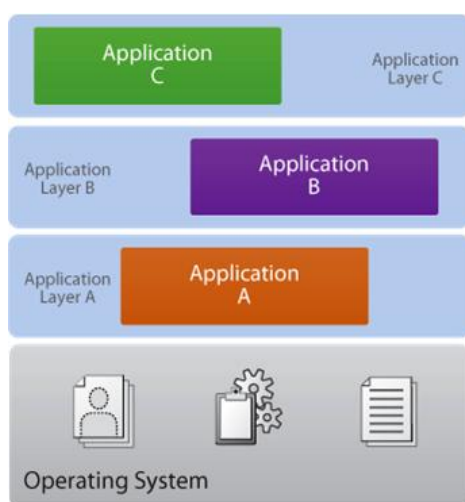 Application
C
Application
Layer C
Application
Layer B
Application
B
Application
Layer A
Application
A
Operating System